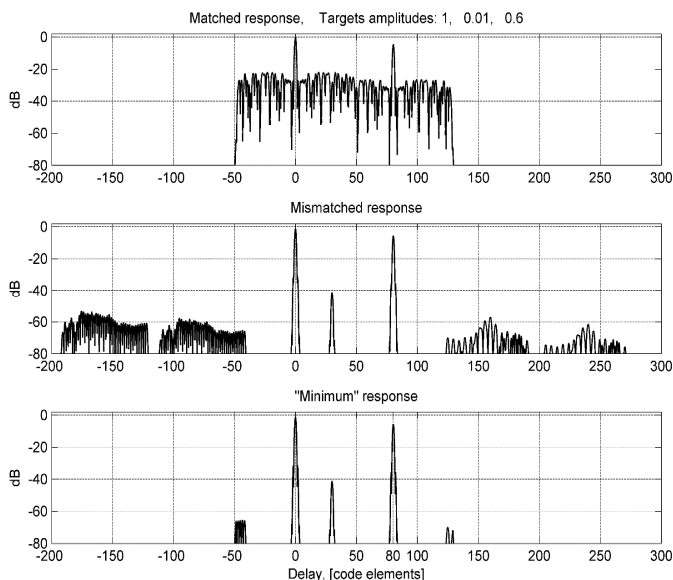 Matched response, Targets amplitudes: 1, 0.01, 0.6
0
-20
-40
-60
-80
dB
-200 -150 -100 -50 0 50 100 150 200 250 300
Mismatched response
0
-20
-40
-60
-80
dB
-200 -150 -100 -50 0 50 100 150 200 250 300
"Minimum" response
0
-20
-40
-60
-80
dB
-200 -150 -100 -50 0 50 80 100 150 200 250 300
Delay, [code elements]